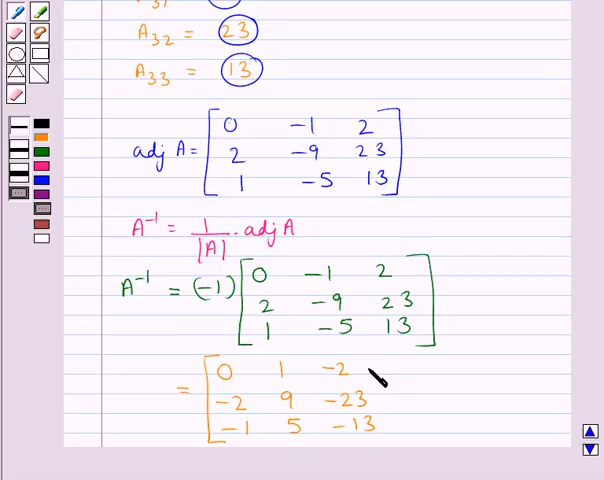 A₃₁ =
A₃₂ = 23
A₃₃ = 13
adj A = [0 -1 2
2 -9 23
1 -5 13]
A⁻¹ = 1/|A| . adj A
A⁻¹ = (-1) [0 -1 2
2 -9 23
1 -5 13]
= [0 1 -2
-2 9 -23
-1 5 -13